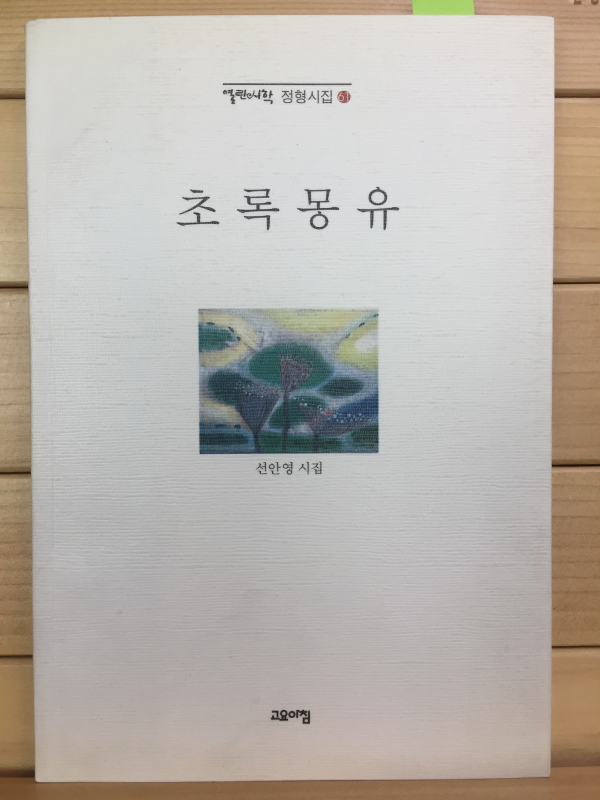 열린시학 정형시집 61
초록몽유
선안영 시집
고요아침